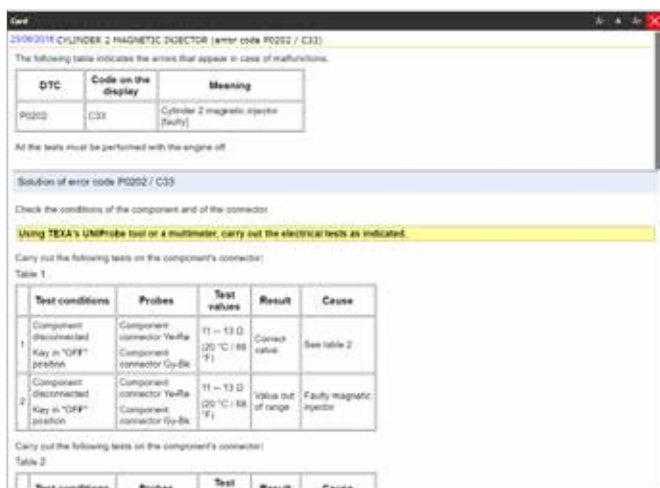 Card
25/08/2016 CYLINDER 2 MAGNETIC INJECTOR (error code P0202 / C33)
The following table indicates the errors that appear in case of malfunctions.
DTC Code on the display Meaning
P0202 C33 Cylinder 2 magnetic injector [faulty]
All the tests must be performed with the engine off
Solution of error code P0202 / C33
Check the conditions of the component and of the connector.
Using TEXA's UNIProbe tool or a multimeter, carry out the electrical tests as indicated.
Carry out the following tests on the component's connector:
Table 1
Test conditions Probes Test values Result Cause
1 Component disconnected Key in "OFF" position Component connector Ye-Re Component connector Gy-Bk 11 – 13 Ω (20 °C / 68 °F) Correct value See table 2
2 Component disconnected Key in "OFF" position Component connector Ye-Re Component connector Gy-Bk 11 – 13 Ω (20 °C / 68 °F) Value out of range Faulty magnetic injector
Carry out the following tests on the component's connector:
Table 2
Test conditions Probes Test Result Cause